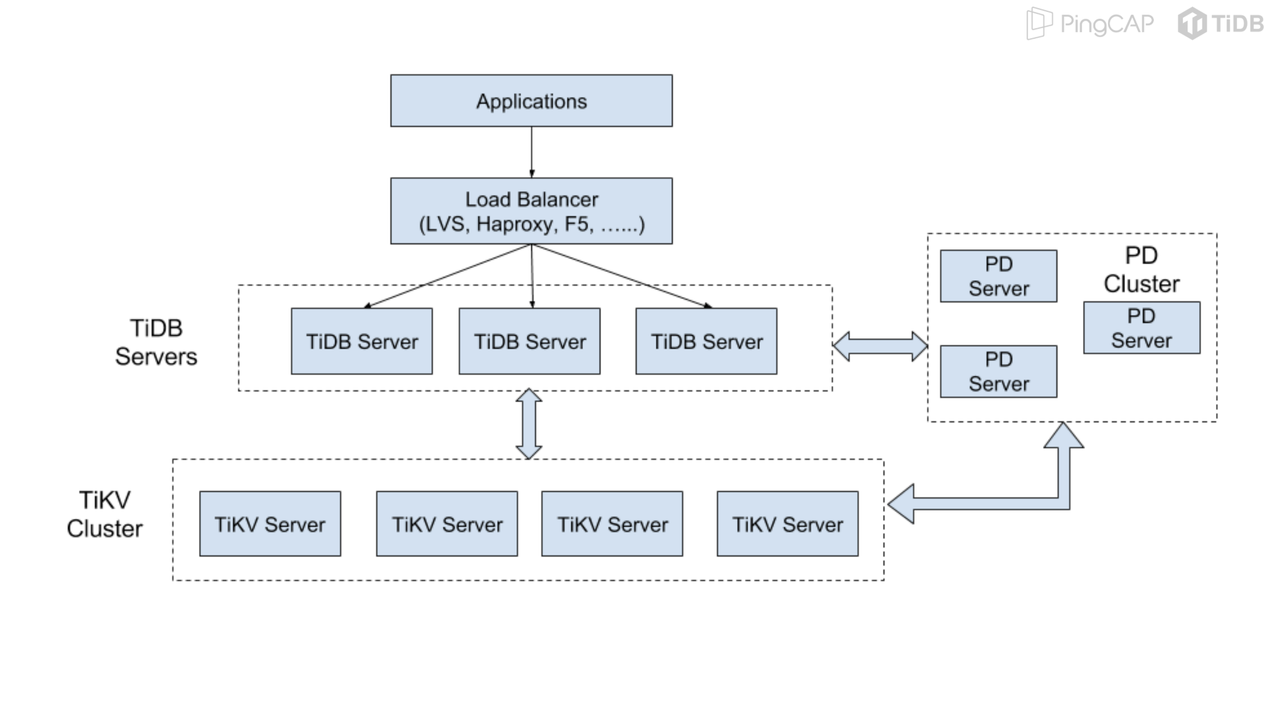 PingCAP TiDB
Applications
Load Balancer
(LVS, Haproxy, F5, …...)
TiDB
Servers
TiDB Server
TiDB Server
TiDB Server
PD
Cluster
PD
Server
PD
Server
PD
Server
TiKV
Cluster
TiKV Server
TiKV Server
TiKV Server
TiKV Server